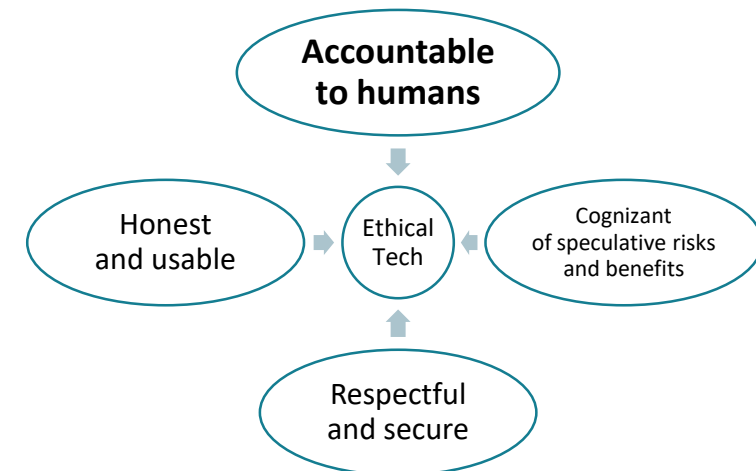 Accountable
to humans
Honest
and usable
Ethical
Tech
Cognizant
of speculative risks
and benefits
Respectful
and secure